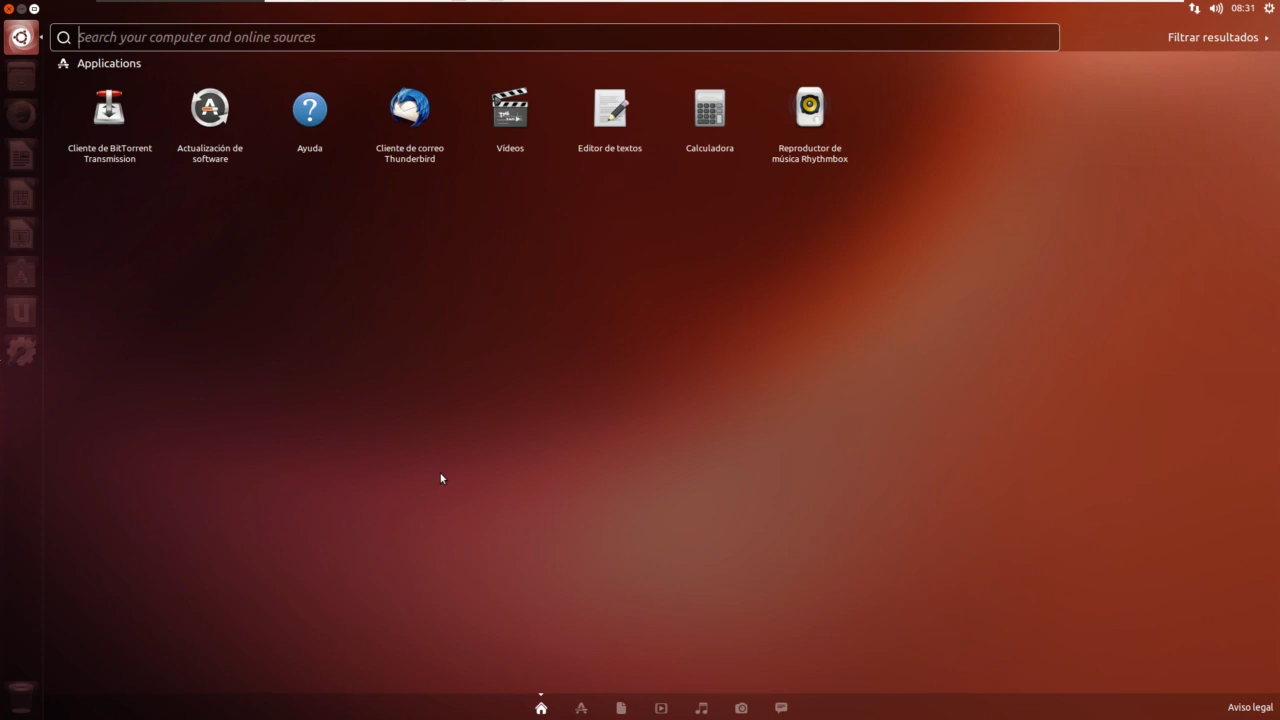 08:31
Search your computer and online sources
Filtrar resultados
Applications
Cliente de BitTorrent
Transmission
Actualización de
software
Ayuda
Cliente de correo
Thunderbird
Vídeos
Editor de textos
Calculadora
Reproductor de
música Rhythmbox
Aviso legal